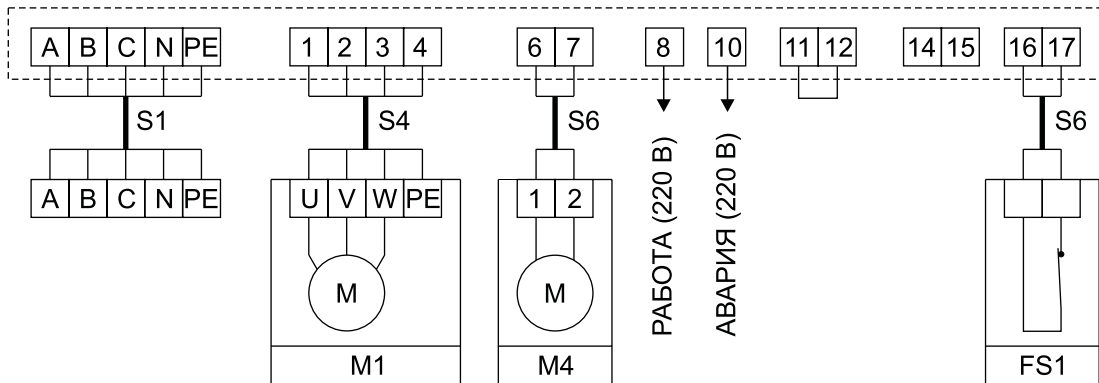 A B C N PE 1 2 3 4 6 7 8 10 11 12 14 15 16 17
S1 S4 S6 S6
РАБОТА (220 В)
АВАРИЯ (220 В)
A B C N PE U V W PE 1 2
M M
M1 M4 FS1